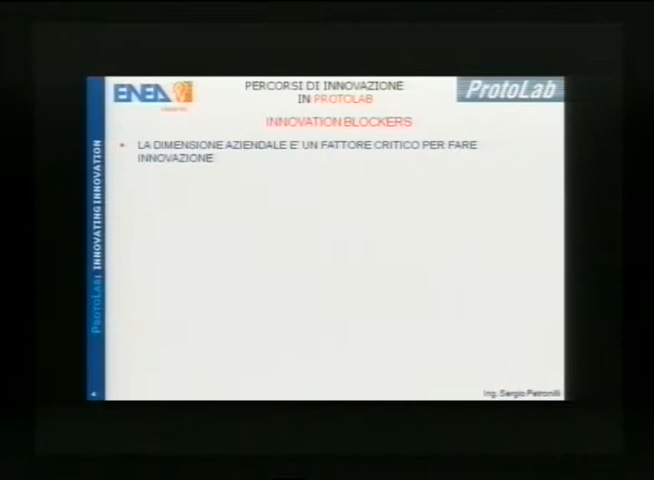 ENEA
PERCORSI DI INNOVAZIONE
IN PROTOLAB
ProtoLab
INNOVATION BLOCKERS
• LA DIMENSIONE AZIENDALE E' UN FATTORE CRITICO PER FARE
INNOVAZIONE
PROTOLAB: INNOVATING INNOVATION
Ing. Sergio Petronilli